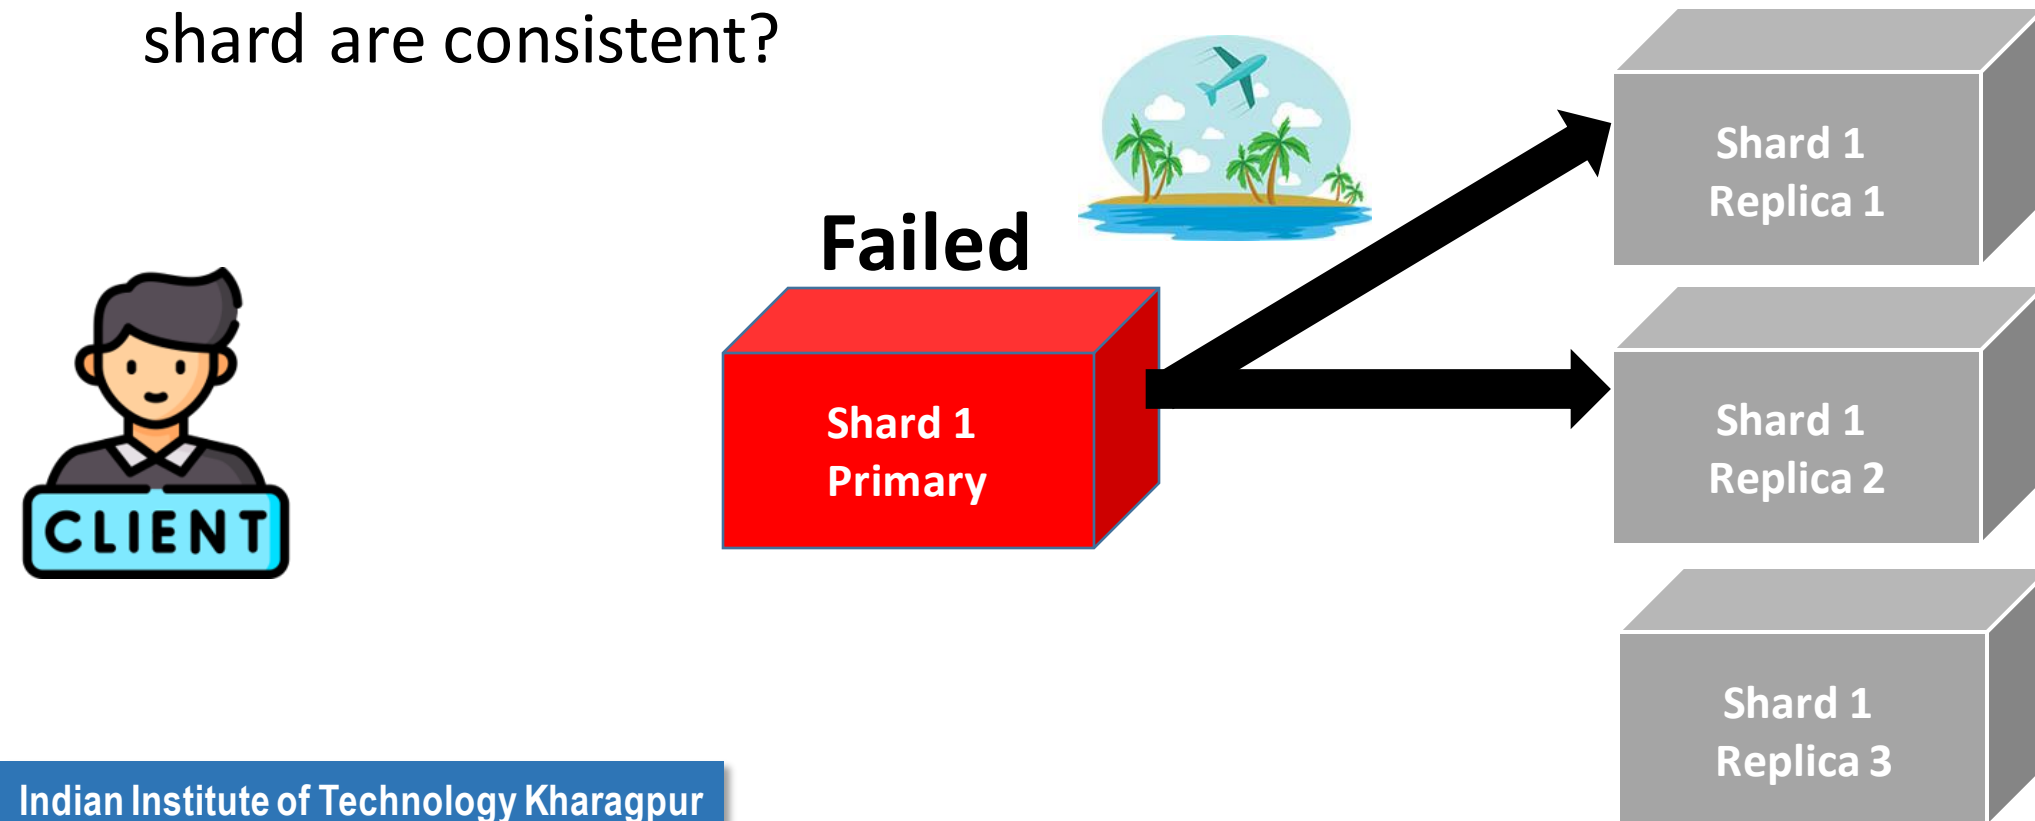 shard are consistent?
Failed
Shard 1
Replica 1
CLIENT
Shard 1
Primary
Shard 1
Replica 2
Shard 1
Replica 3
Indian Institute of Technology Kharagpur